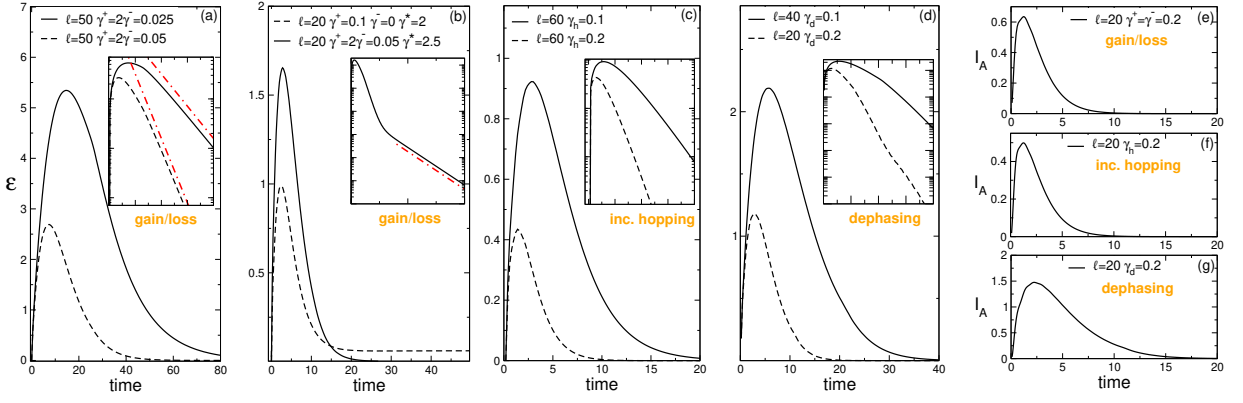 (a)
ℓ=50 γ⁺=2γ⁻=0.025
ℓ=50 γ⁺=2γ⁻=0.05
gain/loss
ε
0
1
2
3
4
5
6
7
0 20 40 60 80
time
(b)
ℓ=20 γ⁺=0.1 γ⁻=0 γ*=2
ℓ=20 γ⁺=2γ⁻=0.05 γ*=2.5
gain/loss
0.5
1
1.5
2
0 10 20 30 40
time
(c)
ℓ=60 γh=0.1
ℓ=60 γh=0.2
inc. hopping
0
0.2
0.4
0.6
0.8
1
0 5 10 15 20
time
(d)
ℓ=40 γd=0.1
ℓ=20 γd=0.2
dephasing
1
2
0 10 20 30 40
time
(e)
ℓ=20 γ⁺=γ⁻=0.2
gain/loss
I_A
0.0
0.2
0.4
0.6
0 5 10 15 20
(f)
ℓ=20 γh=0.2
inc. hopping
I_A
0.0
0.2
0.4
0 5 10 15 20
(g)
ℓ=20 γd=0.2
dephasing
I_A
0
0.5
1
1.5
2
0 5 10 15 20
time